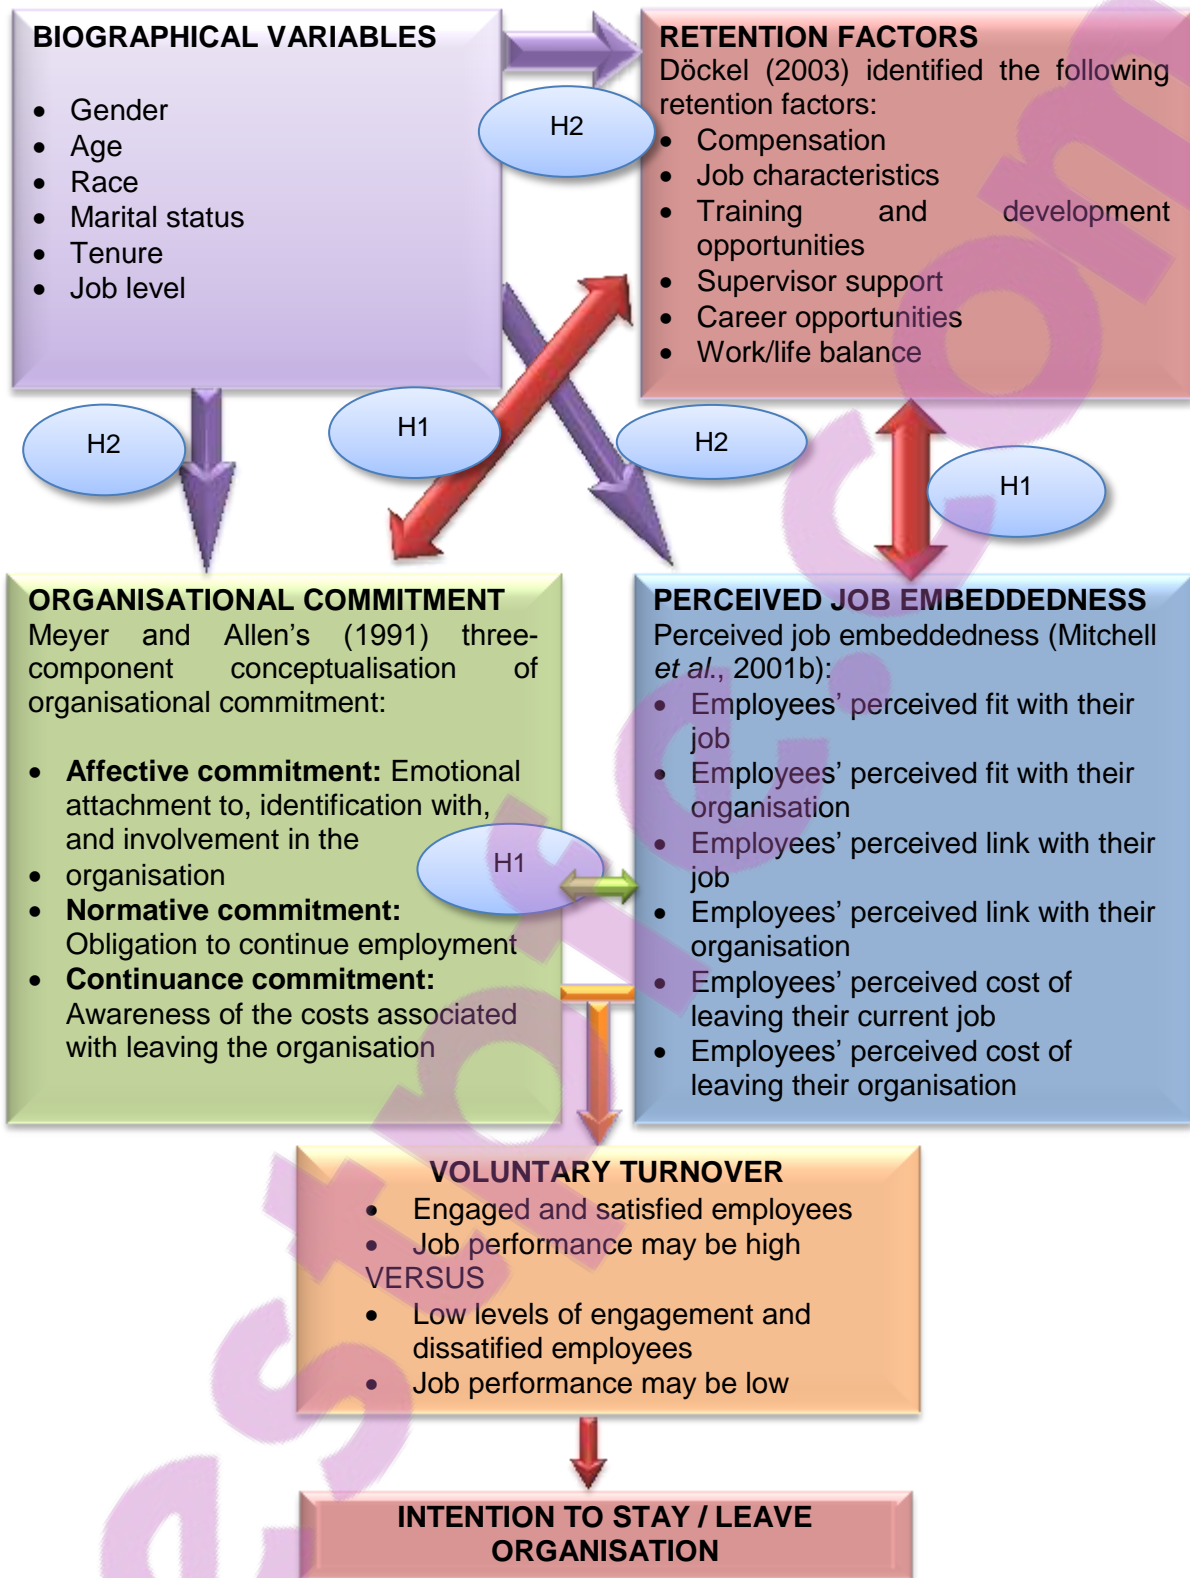 BIOGRAPHICAL VARIABLES
• Gender
• Age
• Race
• Marital status
• Tenure
• Job level
H2
RETENTION FACTORS
Döckel (2003) identified the following
retention factors:
• Compensation
• Job characteristics
• Training and development
opportunities
• Supervisor support
• Career opportunities
• Work/life balance
H2
H1
H2
H1
ORGANISATIONAL COMMITMENT
Meyer and Allen’s (1991) three-
component conceptualisation of
organisational commitment:
• Affective commitment: Emotional
attachment to, identification with,
and involvement in the
• organisation
• Normative commitment:
Obligation to continue employment
• Continuance commitment:
Awareness of the costs associated
with leaving the organisation
H1
PERCEIVED JOB EMBEDDEDNESS
Perceived job embeddedness (Mitchell
et al., 2001b):
• Employees’ perceived fit with their
job
• Employees’ perceived fit with their
organisation
• Employees’ perceived link with their
job
• Employees’ perceived link with their
organisation
• Employees’ perceived cost of
leaving their current job
• Employees’ perceived cost of
leaving their organisation
VOLUNTARY TURNOVER
• Engaged and satisfied employees
• Job performance may be high
VERSUS
• Low levels of engagement and
dissatified employees
• Job performance may be low
INTENTION TO STAY / LEAVE
ORGANISATION
estpfe.com